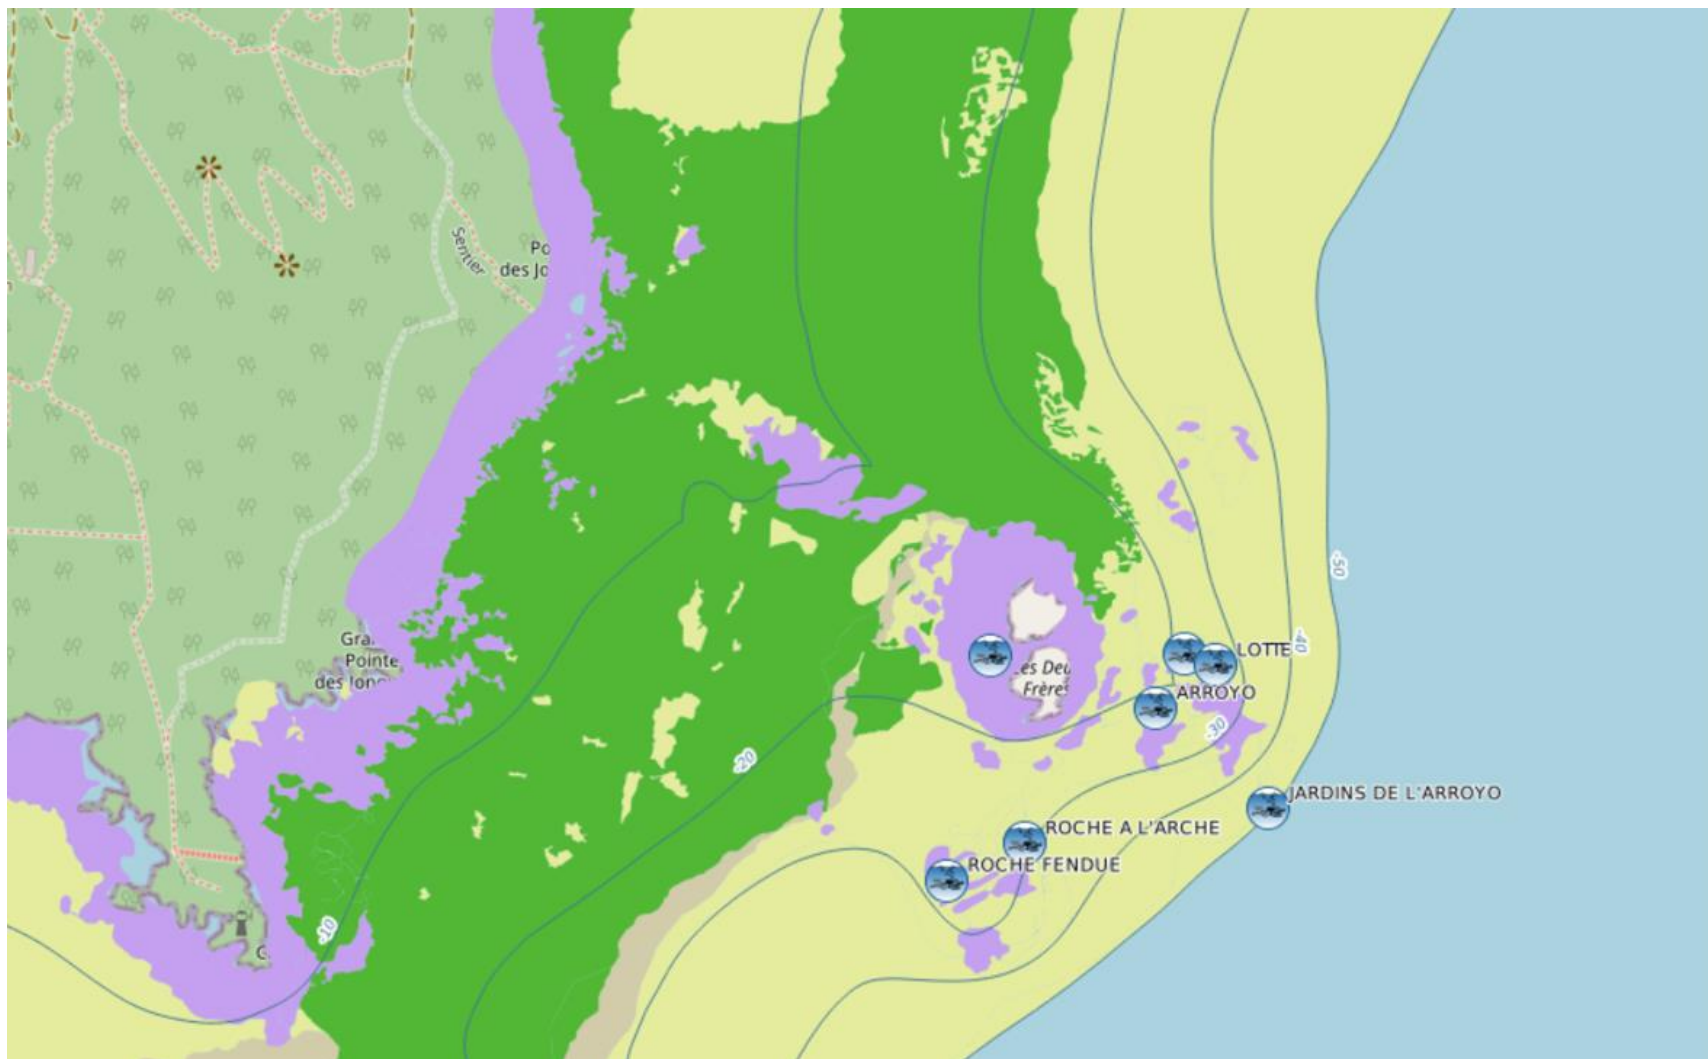 Sentier
Po
des Jo
-50
Gra
Pointe
des Jon
-40
LOTTE
es Deu
Frères
ARROYO
-30
-20
JARDINS DE L'ARROYO
ROCHE A L'ARCHE
ROCHE FENDUE
-10